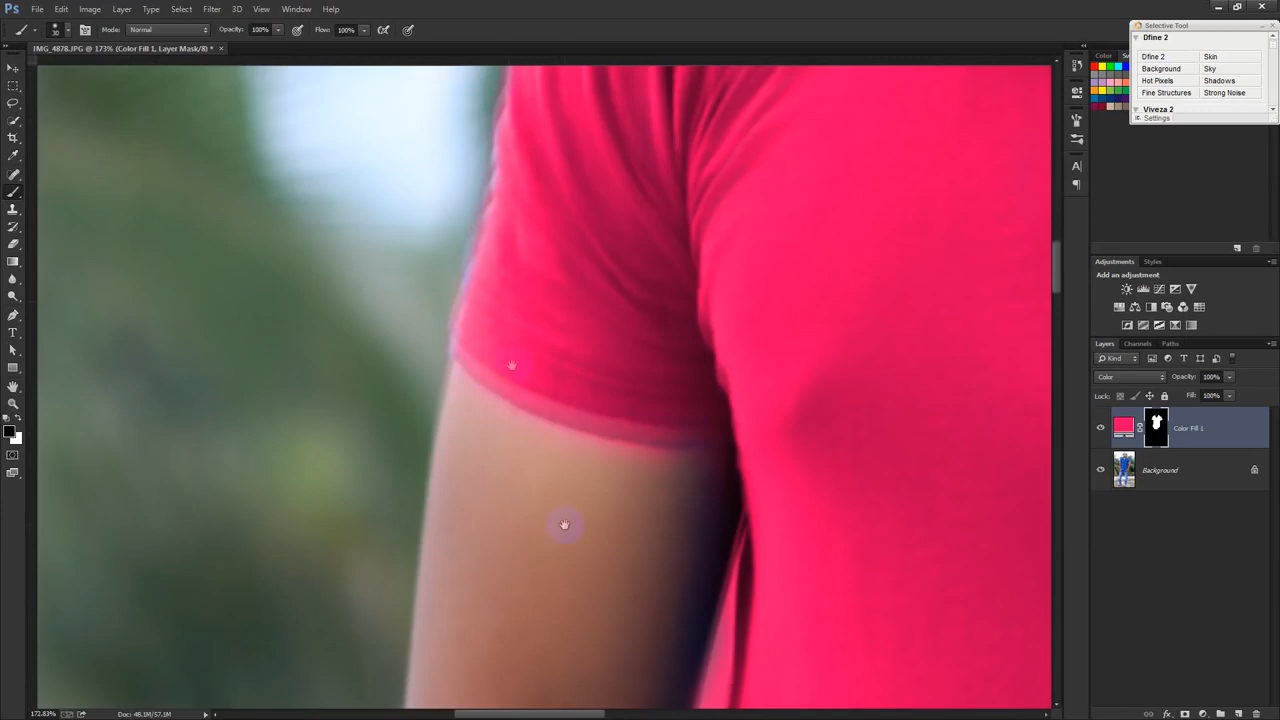 Ps File Edit Image Layer Type Select Filter 3D View Window Help
30 Mode: Normal Opacity: 100% Flow: 100%
IMG_4878.JPG @ 173% (Color Fill 1, Layer Mask/8) * ×
Selective Tool
Dfine 2
Dfine 2 Skin
Background Sky
Hot Pixels Shadows
Fine Structures Strong Noise
Viveza 2
Settings
Color
Adjustments Styles
Add an adjustment
Layers Channels Paths
Kind
Color Opacity: 100%
Lock: Fill: 100%
Color Fill 1
Background
172.83% Doc: 48.1M/57.1M